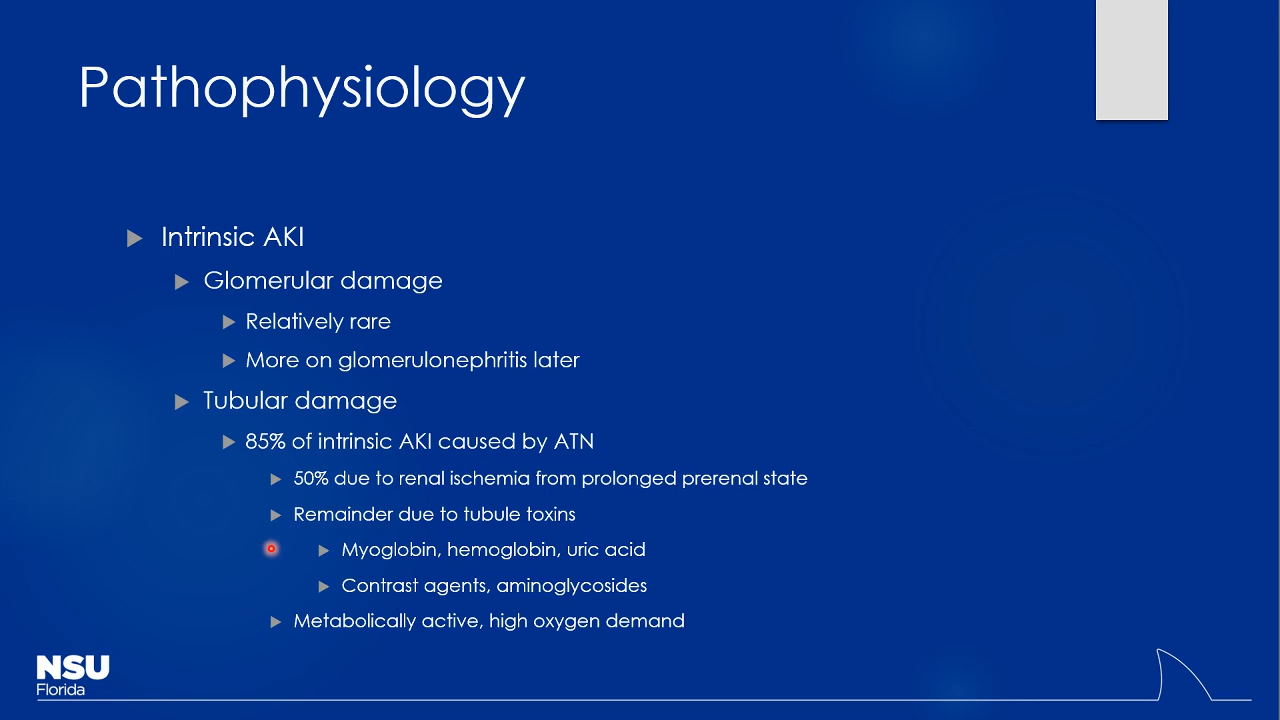 Pathophysiology
Intrinsic AKI
Glomerular damage
Relatively rare
More on glomerulonephritis later
Tubular damage
85% of intrinsic AKI caused by ATN
50% due to renal ischemia from prolonged prerenal state
Remainder due to tubule toxins
Myoglobin, hemoglobin, uric acid
Contrast agents, aminoglycosides
Metabolically active, high oxygen demand
NSU
Florida